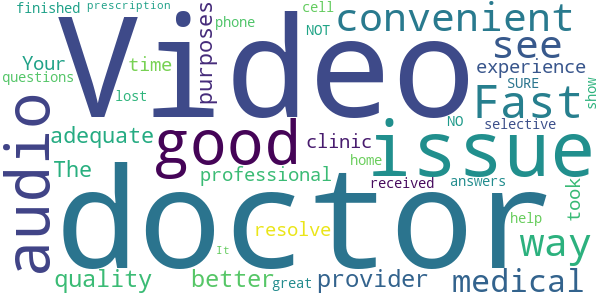 finished prescription cell
Video
phone NOT convenient
purposes
Your time see
questions experience
audio lost Fast SURE show
good NO selective
adequate clinic issue
The professional home
received answers took
doctor
resolve help way
It
quality better great provider medical